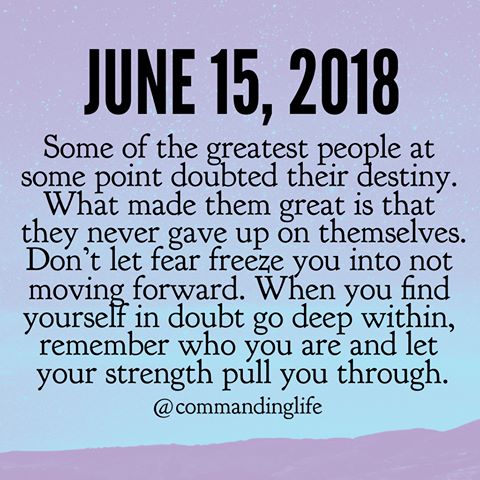 JUNE 15, 2018
Some of the greatest people at
some point doubted their destiny.
What made them great is that
they never gave up on themselves.
Don't let fear freeze you into not
moving forward. When you find
yourself in doubt go deep within,
remember who you are and let
your strength pull you through.
@commandinglife